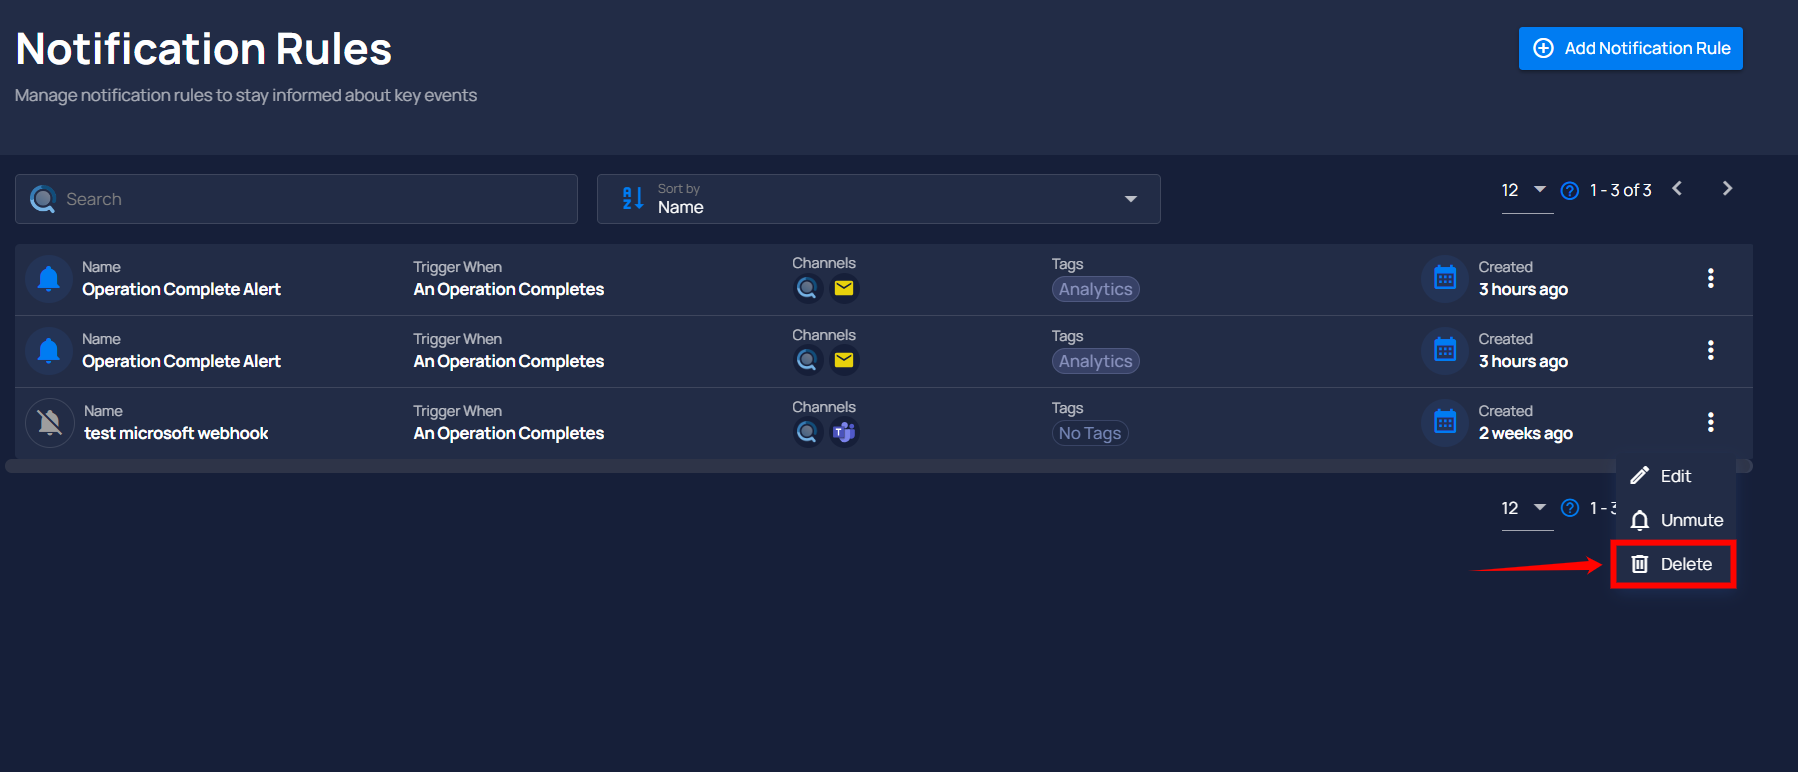 Notification Rules
Add Notification Rule
Manage notification rules to stay informed about key events
Search
Sort by
Name
12
1 - 3 of 3
Name
Operation Complete Alert
Trigger When
An Operation Completes
Channels
Tags
Analytics
Created
3 hours ago
Name
Operation Complete Alert
Trigger When
An Operation Completes
Channels
Tags
Analytics
Created
3 hours ago
Name
test microsoft webhook
Trigger When
An Operation Completes
Channels
Tags
No Tags
Created
2 weeks ago
Edit
12
1 - 3
Unmute
Delete